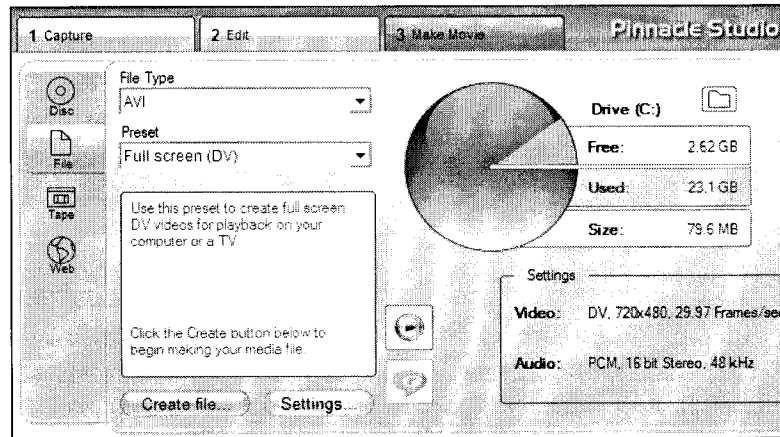 1 Capture
2 Edit
3 Make Movie
Pinnacle Studio
Disc
File
Tape
Web
File Type
AVI
Preset
Full screen (DV)
Use this preset to create full screen
DV videos for playback on your
computer or a TV
Click the Create button below to
begin making your media file.
Create file...
Settings...
Drive (C:)
Free: 2.62 GB
Used: 23.1 GB
Size: 79.6 MB
Settings
Video: DV, 720x480, 29.97 Frames/se
Audio: PCM, 16 bit Stereo, 48 kHz